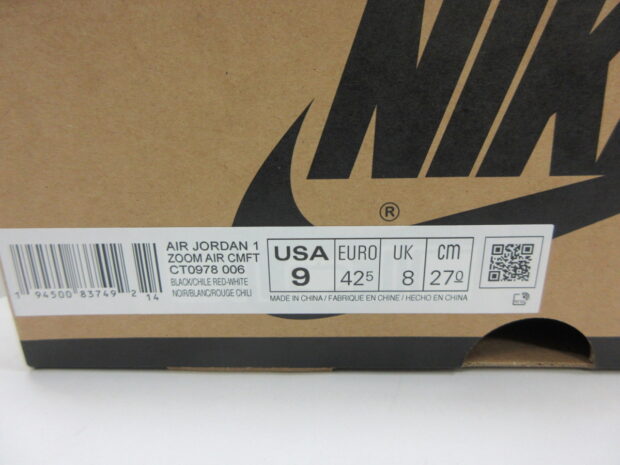 NIKE
®
AIR JORDAN 1
ZOOM AIR CMFT
CT0978 006
BLACK/CHILE RED-WHITE
NOIR/BLANC/ROUGE CHILI
1 94500 83749 2 14
USA EURO UK cm
9 42.5 8 27.0
MADE IN CHINA / FABRIQUE EN CHINE / HECHO EN CHINA